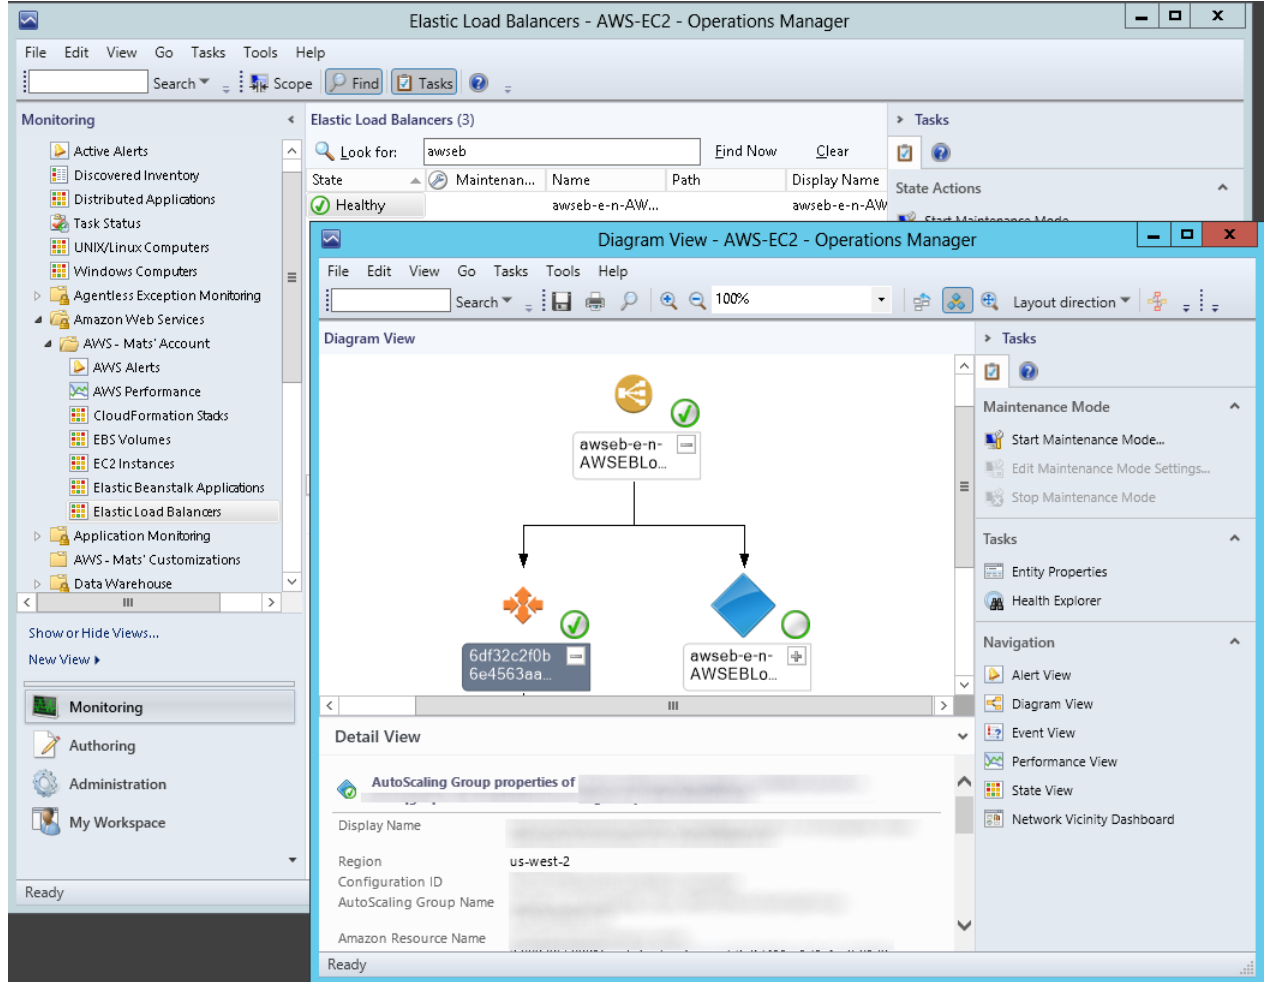 Elastic Load Balancers - AWS-EC2 - Operations Manager
File Edit View Go Tasks Tools Help
Search Scope Find Tasks
Monitoring
Active Alerts
Discovered Inventory
Distributed Applications
Task Status
UNIX/Linux Computers
Windows Computers
Agentless Exception Monitoring
Amazon Web Services
AWS - Mats' Account
AWS Alerts
AWS Performance
CloudFormation Stacks
EBS Volumes
EC2 Instances
Elastic Beanstalk Applications
Elastic Load Balancers
Application Monitoring
AWS - Mats' Customizations
Data Warehouse
Show or Hide Views...
New View
Monitoring
Authoring
Administration
My Workspace
Ready
Elastic Load Balancers (3)
Look for: awseb Find Now Clear
State Maintenan... Name Path Display Name
Healthy awseb-e-n-AW... awseb-e-n-AW
Tasks
State Actions
Start Maintenance Mode
Diagram View - AWS-EC2 - Operations Manager
File Edit View Go Tasks Tools Help
Search 100% Layout direction
Diagram View
awseb-e-n-
AWSEBLo...
6df32c2f0b
6e4563aa...
awseb-e-n-
AWSEBLo...
Detail View
AutoScaling Group properties of
Display Name
Region us-west-2
Configuration ID
AutoScaling Group Name
Amazon Resource Name
Ready
Tasks
Maintenance Mode
Start Maintenance Mode...
Edit Maintenance Mode Settings...
Stop Maintenance Mode
Tasks
Entity Properties
Health Explorer
Navigation
Alert View
Diagram View
Event View
Performance View
State View
Network Vicinity Dashboard